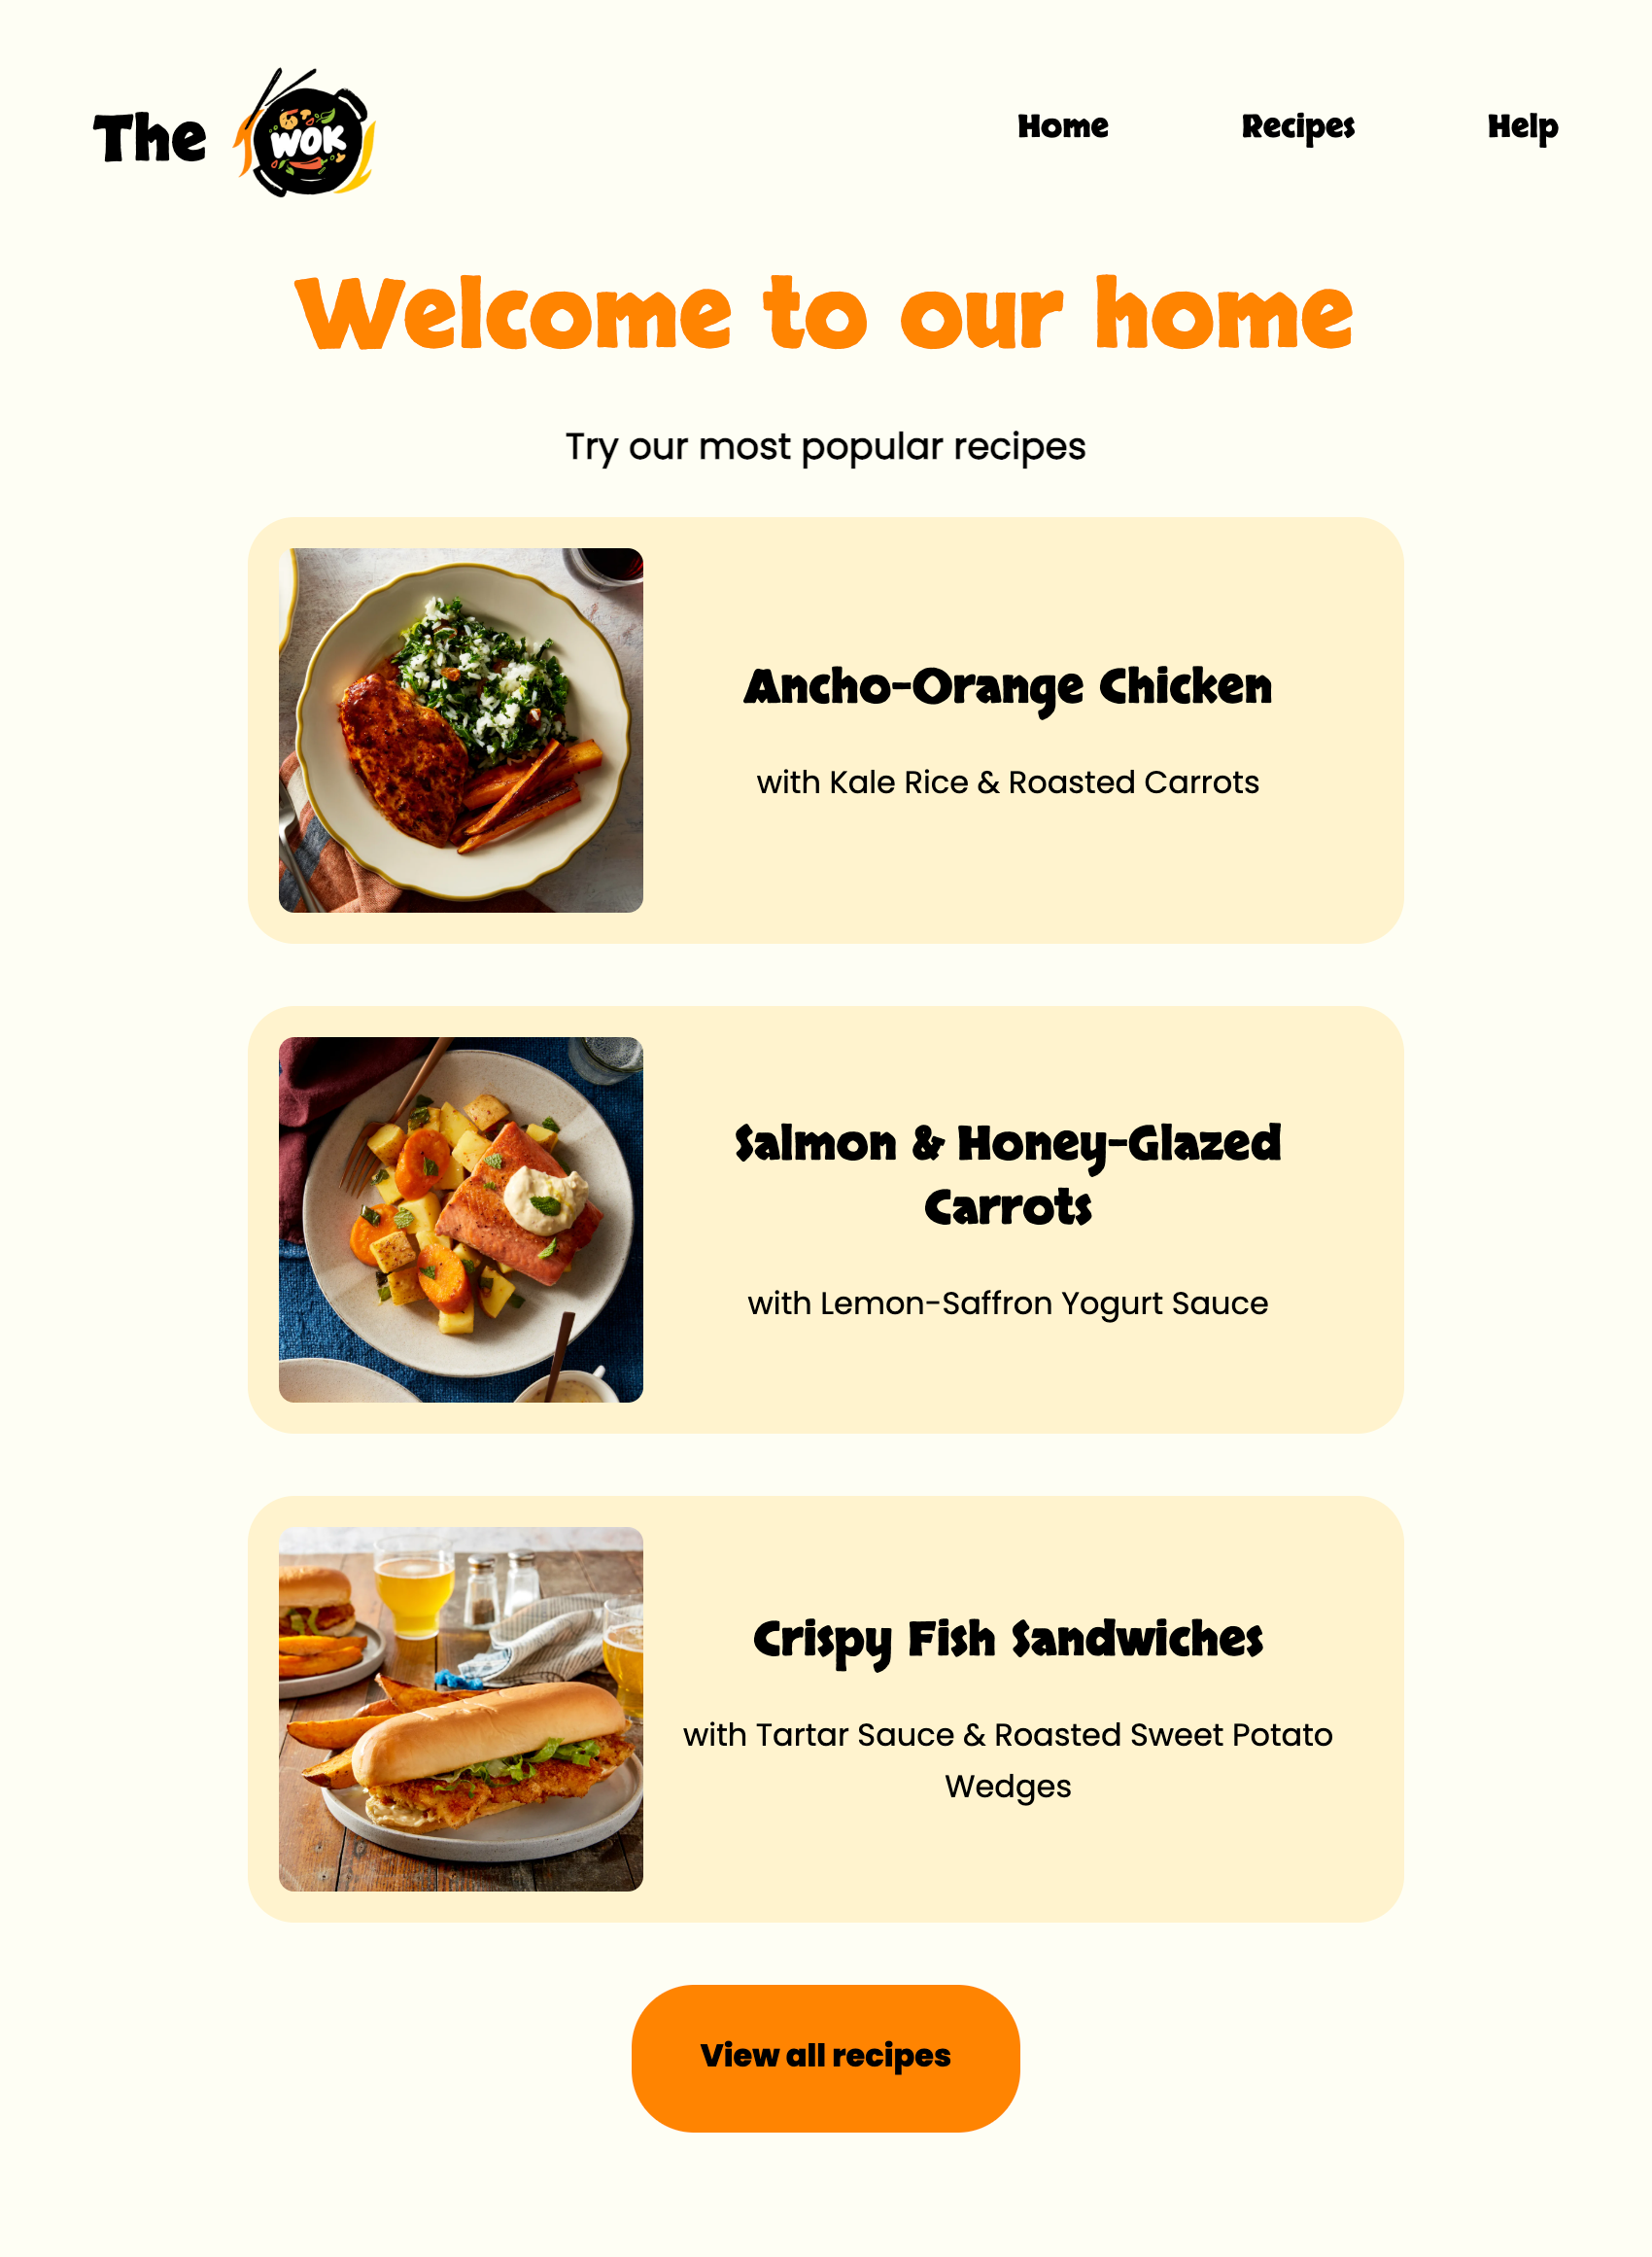 The WOK
Home Recipes Help
Welcome to our home
Try our most popular recipes
Ancho-Orange Chicken
with Kale Rice & Roasted Carrots
Salmon & Honey-Glazed
Carrots
with Lemon-Saffron Yogurt Sauce
Crispy Fish Sandwiches
with Tartar Sauce & Roasted Sweet Potato
Wedges
View all recipes